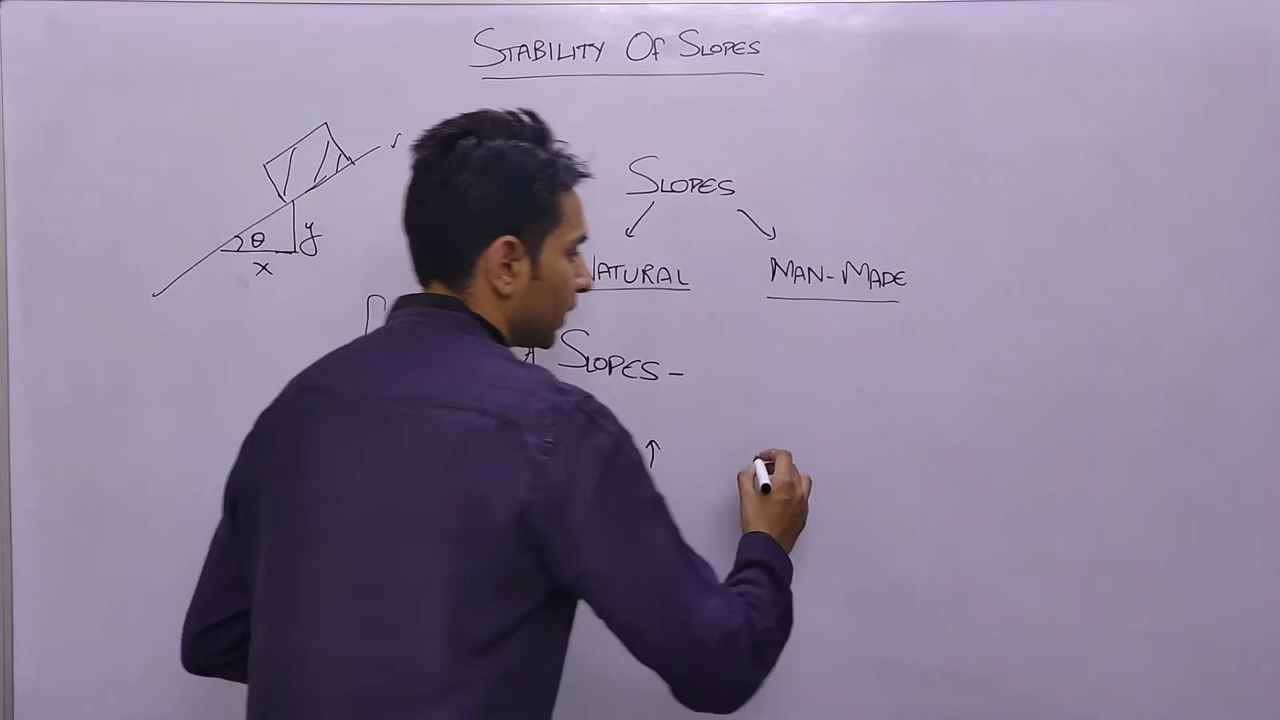 STABILITY OF SLOPES
SLOPES
NATURAL MAN-MADE
θ y
x
SLOPES -